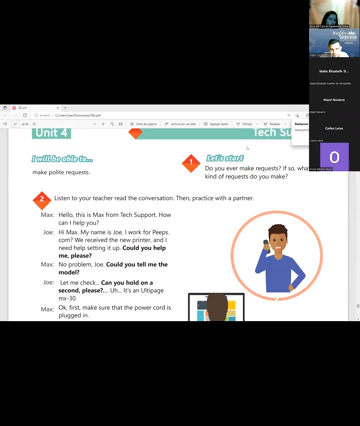 Unit 4
Tech Su
I will be able to...
make polite requests.
1
Let's start
Do you ever make requests? If so, wha
kind of requests do you make?
2
Listen to your teacher read the conversation. Then, practice with a partner.
Max: Hello, this is Max from Tech Support. How
can I help you?
Joe: Hi Max. My name is Joe. I work for Peeps.
com? We received the new printer, and I
need help setting it up. Could you help
me, please?
Max: No problem, Joe. Could you tell me the
model?
Joe: Let me check... Can you hold on a
second, please?... Uh... It's an Ultipage
mx-30.
Max: Ok, first, make sure that the power cord is
plugged in.
Carlos Leiva
O